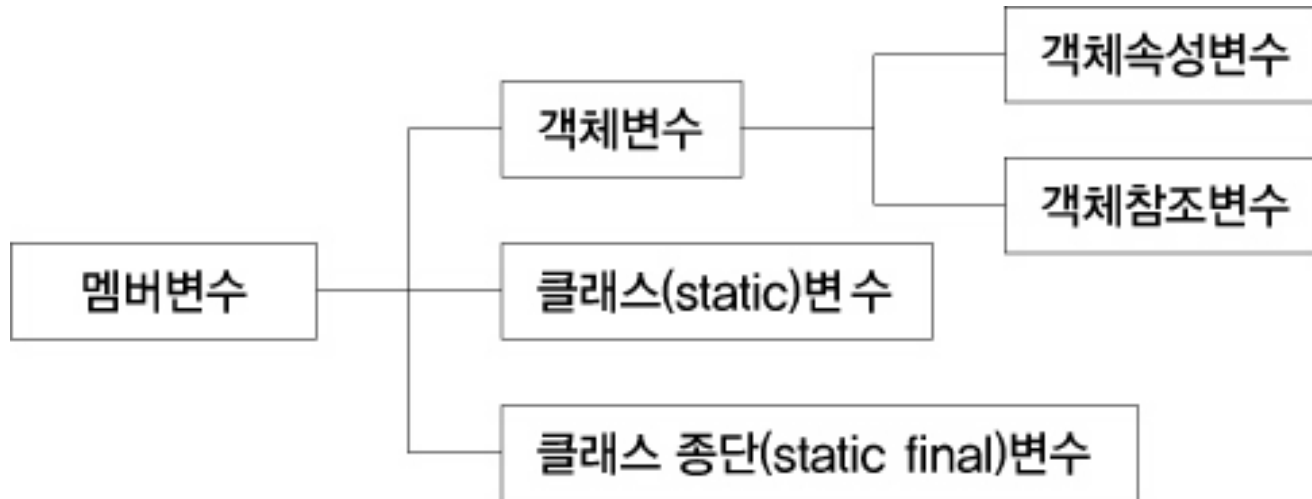 객체속성변수
객체변수
객체참조변수
멤버변수
클래스(static)변 수
클래스 종단(static final)변수